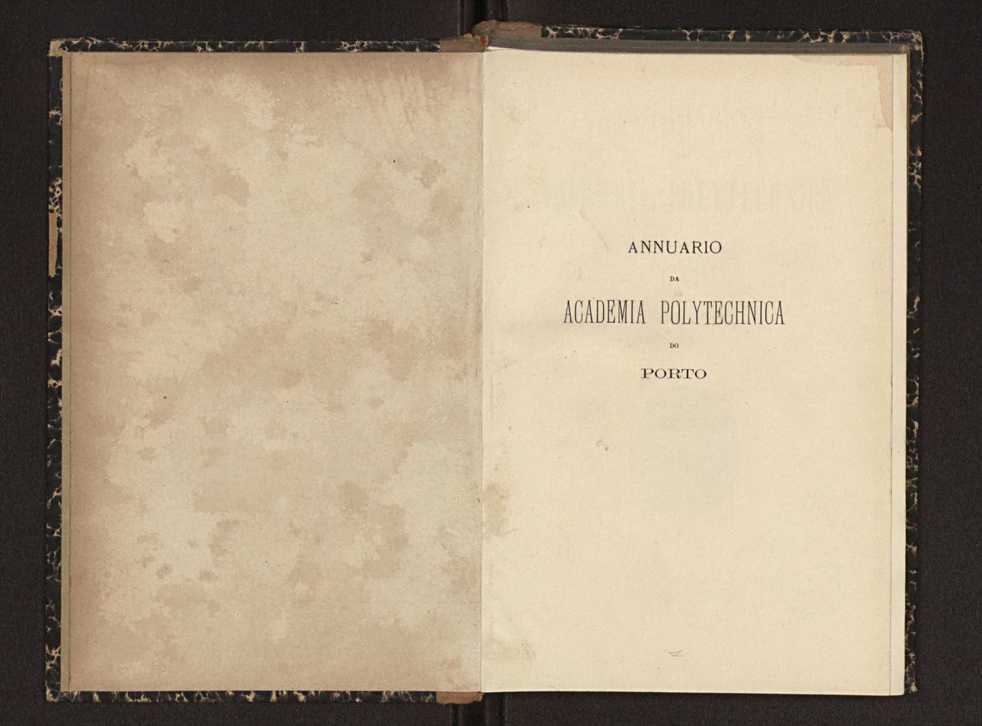 ANNUARIO
DA
ACADEMIA POLYTECHNICA
DO
PORTO